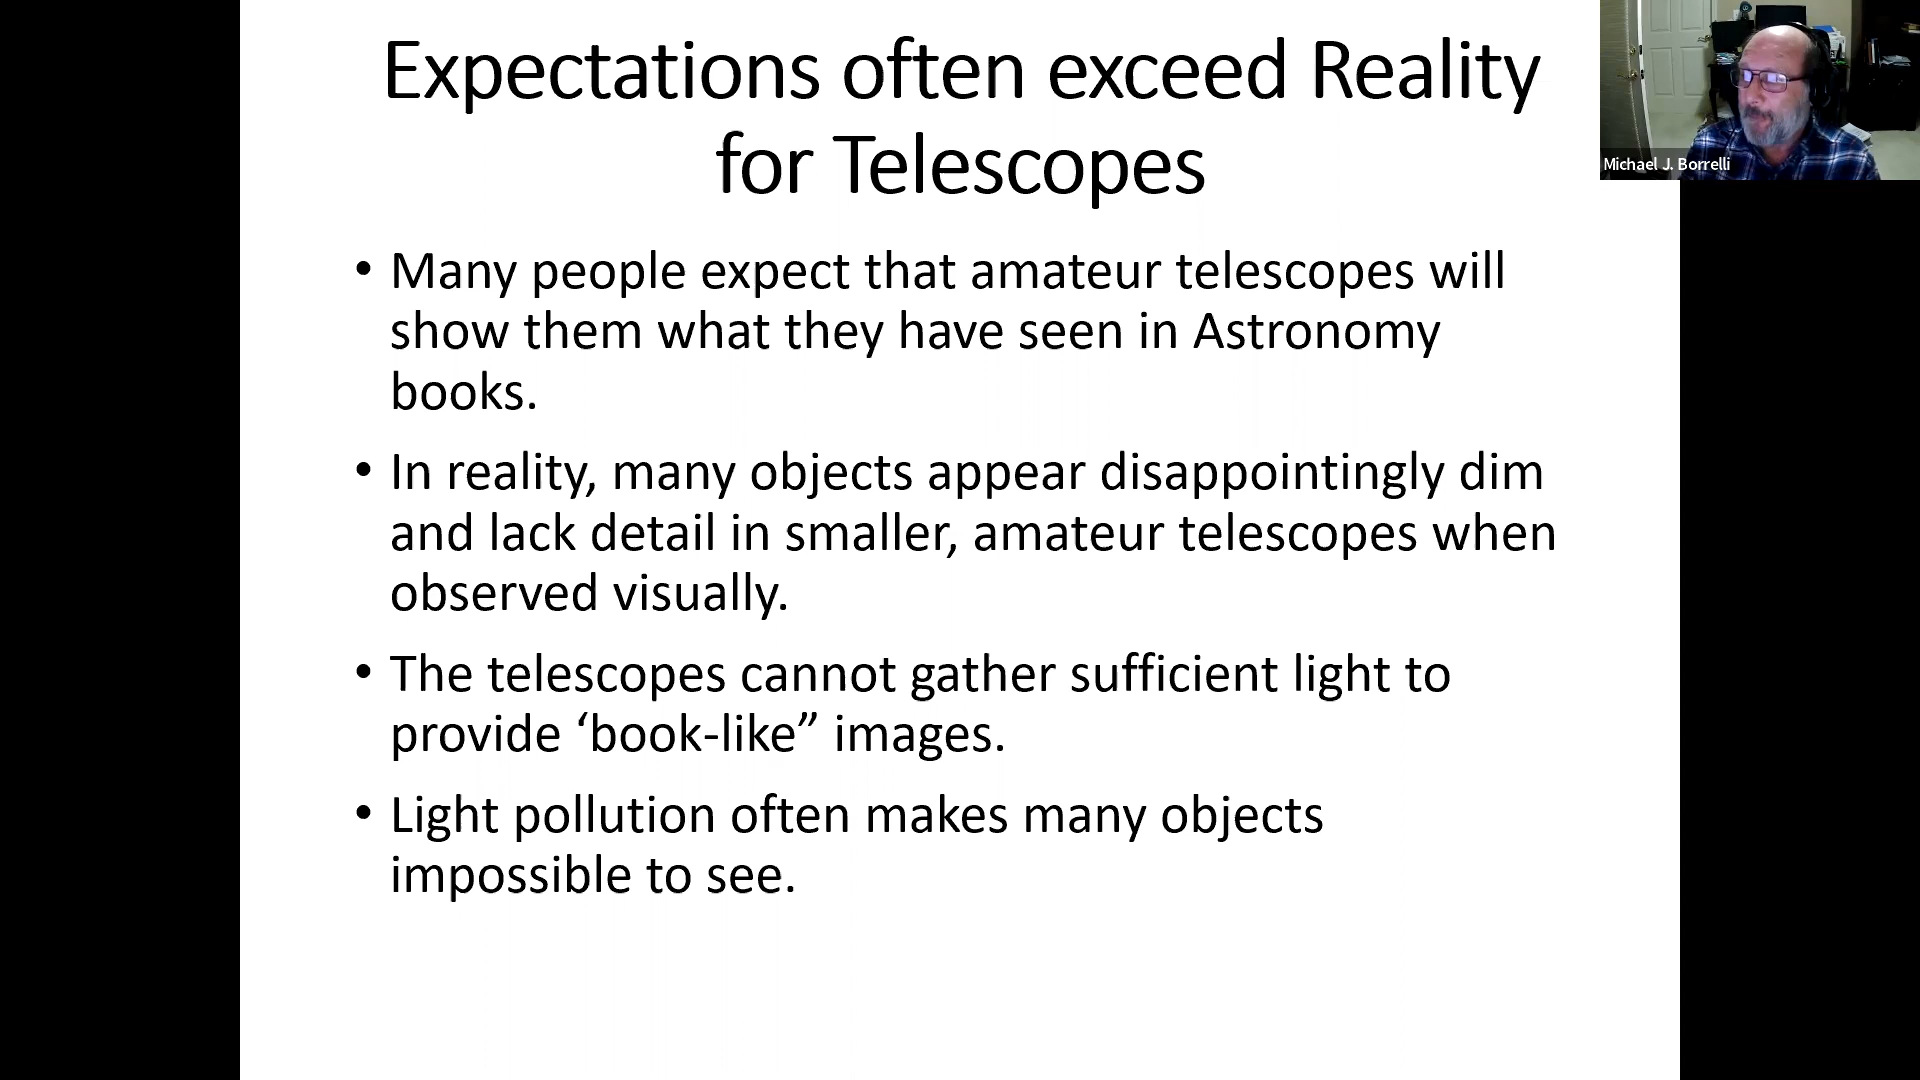 Expectations often exceed Reality
for Telescopes
• Many people expect that amateur telescopes will
show them what they have seen in Astronomy
books.
• In reality, many objects appear disappointingly dim
and lack detail in smaller, amateur telescopes when
observed visually.
• The telescopes cannot gather sufficient light to
provide ‘book-like” images.
• Light pollution often makes many objects
impossible to see.
Michael J. Borrelli